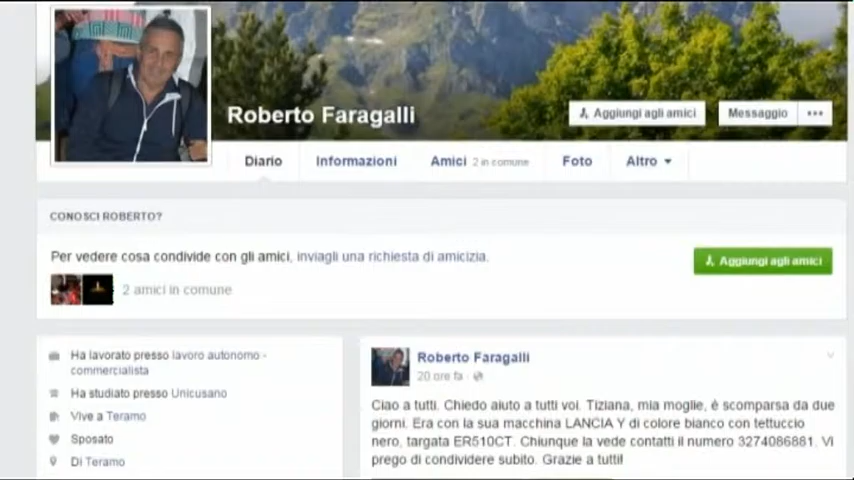 Roberto Faragalli
Aggiungi agli amici
Messaggio
•••
Diario
Informazioni
Amici 2 in comune
Foto
Altro
CONOSCI ROBERTO?
Per vedere cosa condivide con gli amici, inviagli una richiesta di amicizia.
Aggiungi agli amici
2 amici in comune
Ha lavorato presso lavoro autonomo -
commercialista
Ha studiato presso Unicusano
Vive a Teramo
Sposato
Di Teramo
Roberto Faragalli
20 ore fa ·
Ciao a tutti. Chiedo aiuto a tutti voi. Tiziana, mia moglie, è scomparsa da due
giorni. Era con la sua macchina LANCIA Y di colore bianco con tettuccio
nero, targata ER510CT. Chiunque la vede contatti il numero 3274086881. Vi
prego di condividere subito. Grazie a tutti!